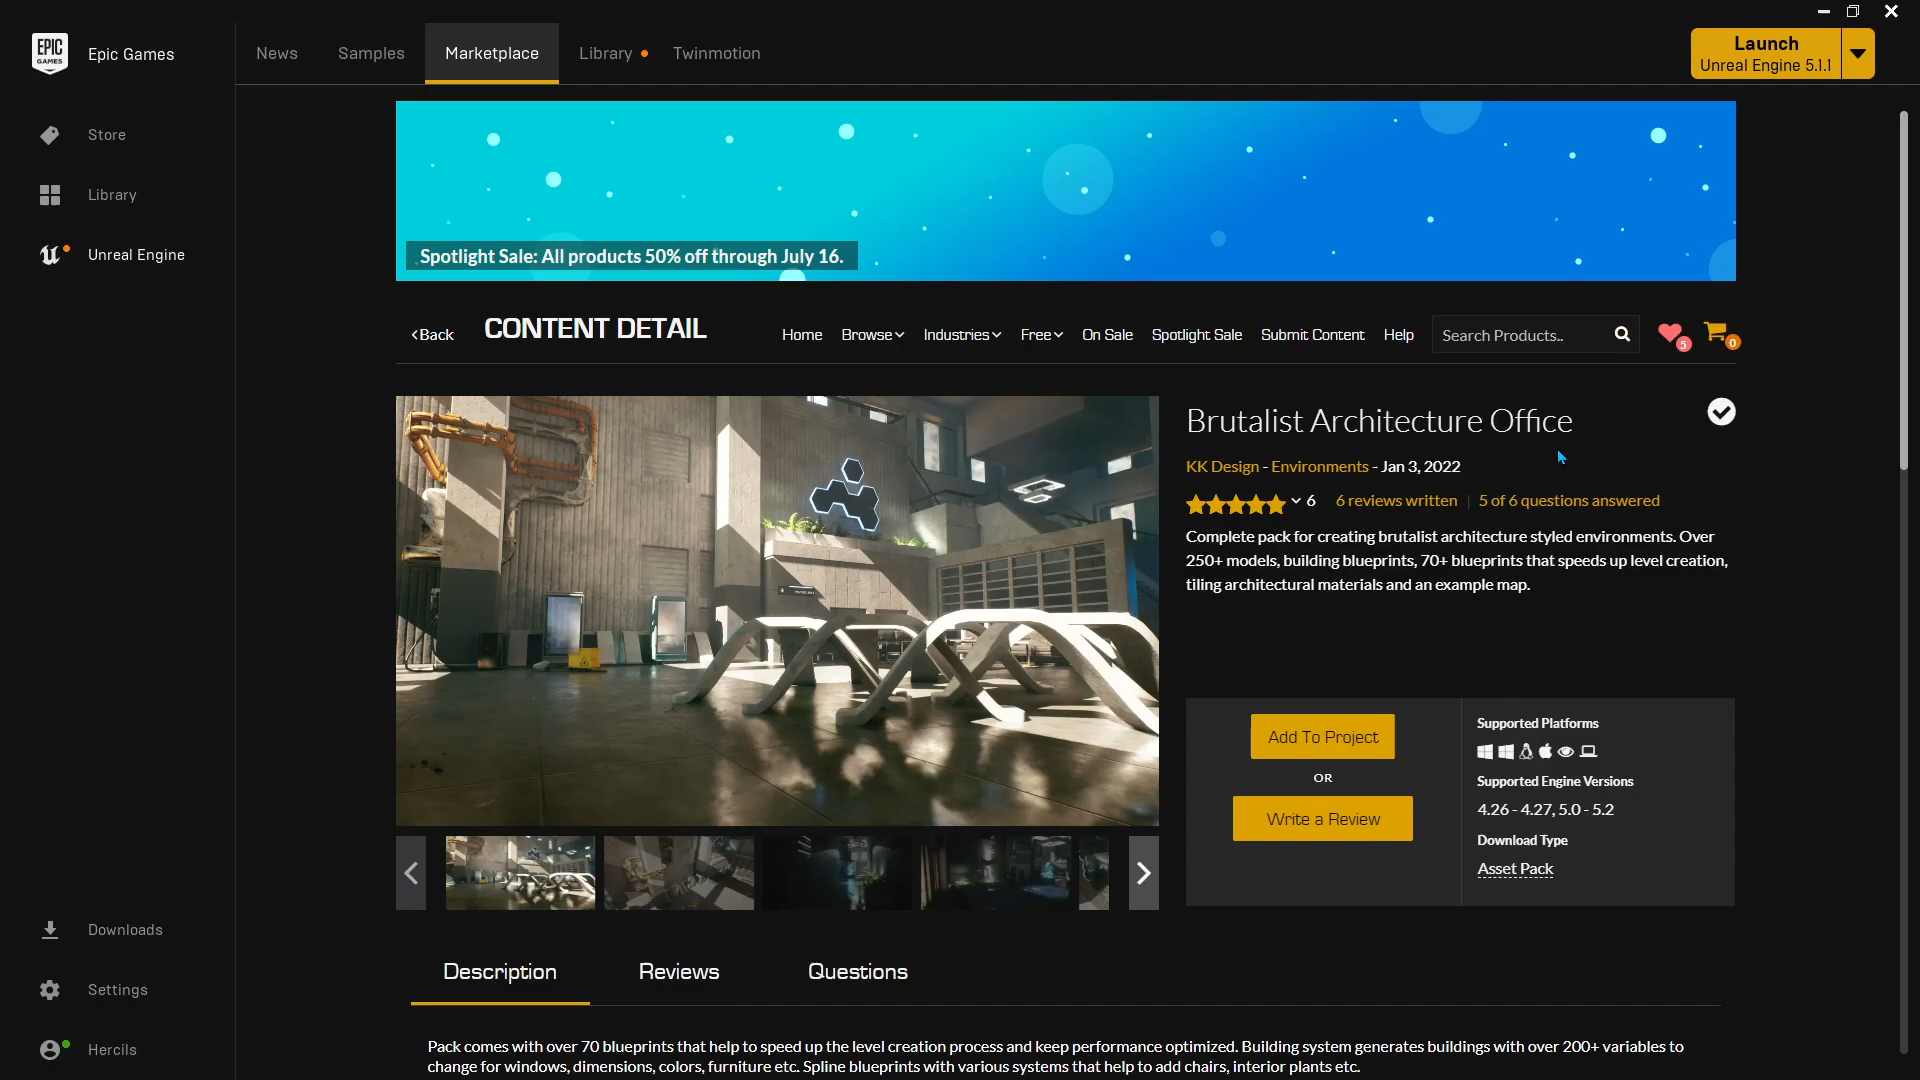 EPIC
GAMES
Epic Games
News
Samples
Marketplace
Library
Twinmotion
Launch
Unreal Engine 5.1.1
Store
Library
Unreal Engine
Spotlight Sale: All products 50% off through July 16.
Back
CONTENT DETAIL
Home
Browse
Industries
Free
On Sale
Spotlight Sale
Submit Content
Help
Search Products..
5
0
Brutalist Architecture Office
KK Design - Environments - Jan 3, 2022
6
6 reviews written
5 of 6 questions answered
Complete pack for creating brutalist architecture styled environments. Over
250+ models, building blueprints, 70+ blueprints that speeds up level creation,
tiling architectural materials and an example map.
Add To Project
OR
Write a Review
Supported Platforms
Supported Engine Versions
4.26 - 4.27, 5.0 - 5.2
Download Type
Asset Pack
Description
Reviews
Questions
Pack comes with over 70 blueprints that help to speed up the level creation process and keep performance optimized. Building system generates buildings with over 200+ variables to
change for windows, dimensions, colors, furniture etc. Spline blueprints with various systems that help to add chairs, interior plants etc.
Downloads
Settings
Hercils